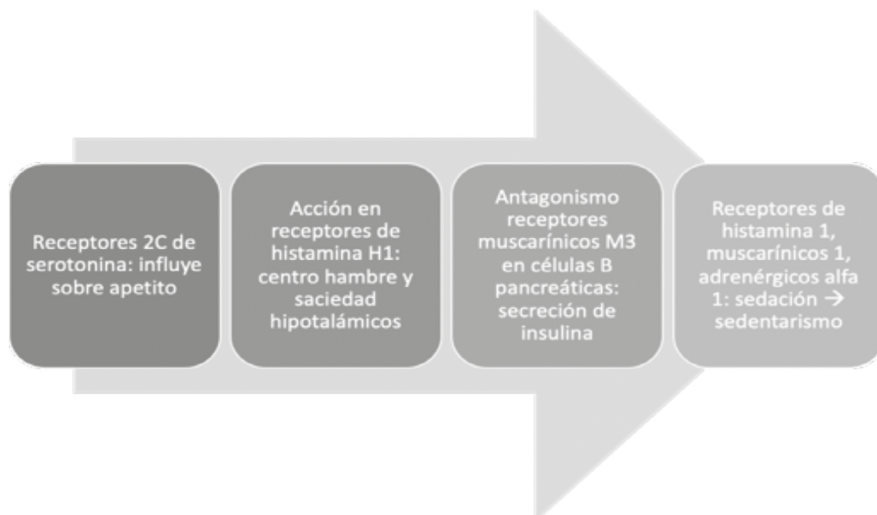 Receptores 2C de
serotonina: influye
sobre apetito
Acción en
receptores de
histamina H1:
centro hambre y
saciedad
hipotalámicos
Antagonismo
receptores
muscarínicos M3
en células B
pancreáticas:
secreción de
insulina
Receptores de
histamina 1,
muscarínicos 1,
adrenérgicos alfa
1: sedación →
sedentarismo